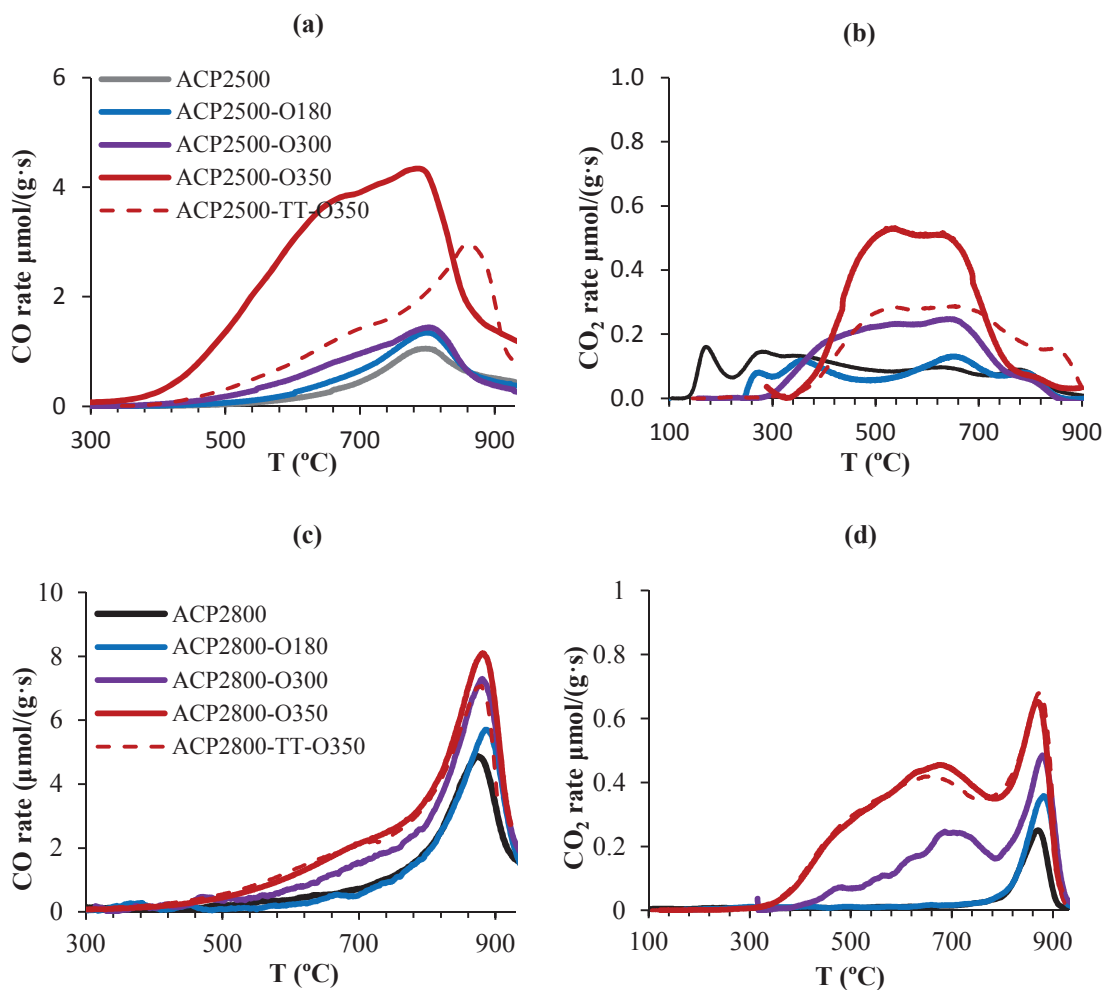 (a)
6
4
2
0
CO rate μmol/(g·s)
ACP2500
ACP2500-O180
ACP2500-O300
ACP2500-O350
ACP2500-TT-O350
300 500 700 900
T (ºC)
(b)
1.0
0.8
0.6
0.4
0.2
0.0
CO₂ rate μmol/(g·s)
100 300 500 700 900
T (ºC)
(c)
10
8
6
4
2
0
CO rate (μmol/(g·s)
ACP2800
ACP2800-O180
ACP2800-O300
ACP2800-O350
ACP2800-TT-O350
300 500 700 900
T (ºC)
(d)
1
0.8
0.6
0.4
0.2
0
CO₂ rate μmol/(g·s)
100 300 500 700 900
T (ºC)